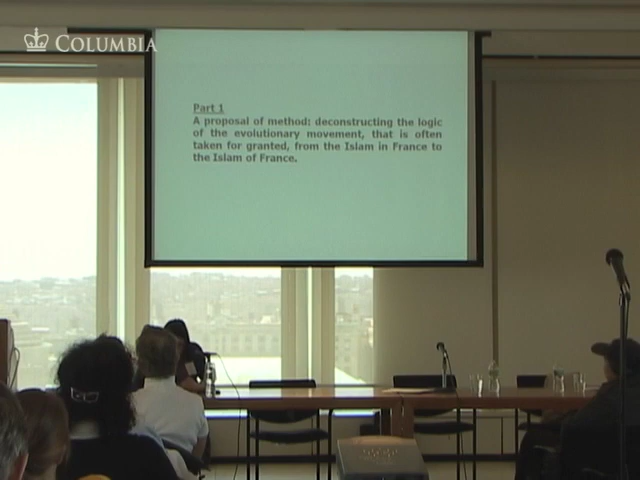 COLUMBIA
Part 1
A proposal of method: deconstructing the logic
of the evolutionary movement, that is often
taken for granted, from the Islam in France to
the Islam of France.